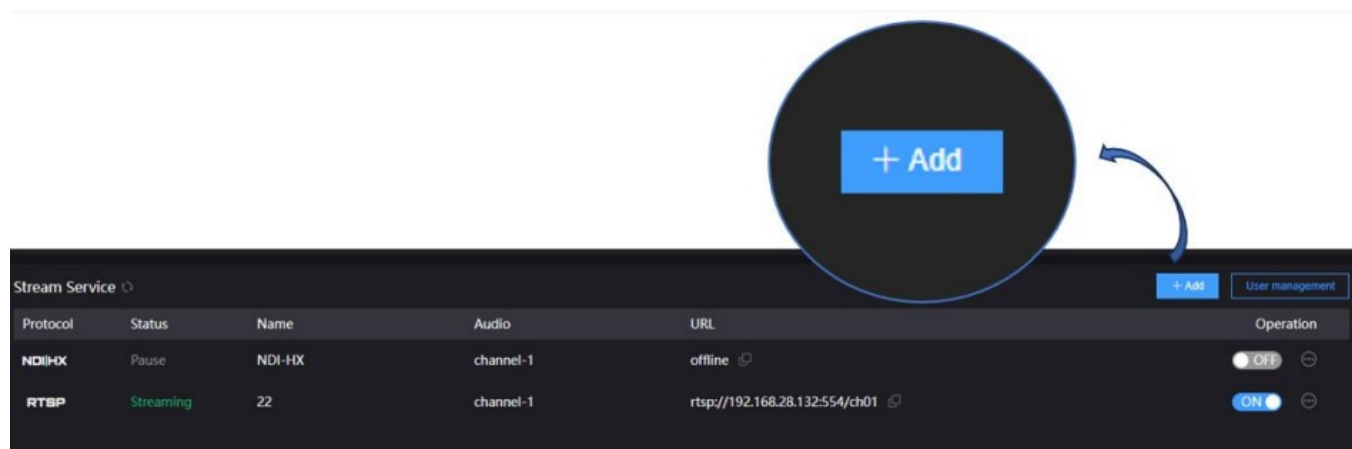 + Add
Stream Service
+ Add User management
Protocol Status Name Audio URL Operation
NDI|HX Pause NDI-HX channel-1 offline OFF
RTSP Streaming 22 channel-1 rtsp://192.168.28.132:554/ch01 ON